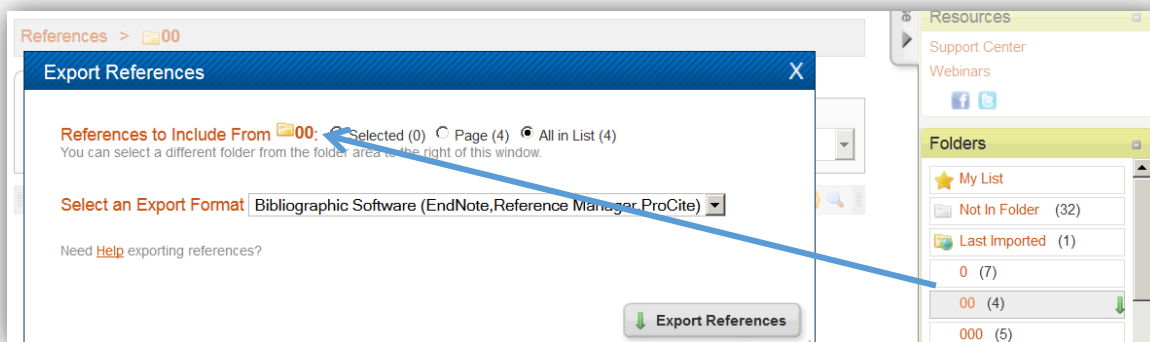 References > 00
Export References X
References to Include From 00: Selected (0) Page (4) All in List (4)
You can select a different folder from the folder area to the right of this window.
Select an Export Format Bibliographic Software (EndNote,Reference Manager,ProCite)
Need Help exporting references?
Export References
Resources
Support Center
Webinars
Folders
My List
Not In Folder (32)
Last Imported (1)
0 (7)
00 (4)
000 (5)